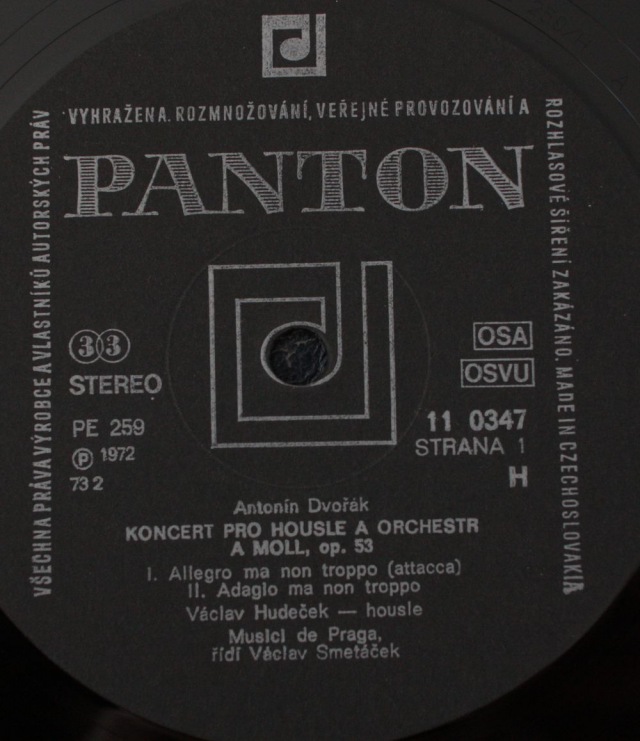 VŠECHNA PRÁVA VÝROBCE A VLASTNÍKŮ AUTORSKÝCH PRÁV
VYHRAŽENA. ROZMNOŽOVÁNÍ, VEŘEJNÉ PROVOZOVÁNÍ A
ROZHLASOVÉ ŠÍŘENÍ ZAKÁZÁNO. MADE IN CZECHOSLOVAKIA
PANTON
33
STEREO
PE 259
Ⓟ 1972
73 2
OSA
OSVU
11 0347
STRANA 1
H
Antonín Dvořák
KONCERT PRO HOUSLE A ORCHESTR
A MOLL, op. 53
I. Allegro ma non troppo (attacca)
II. Adagio ma non troppo
Václav Hudeček — housle
Musici de Praga,
řídí Václav Smetáček